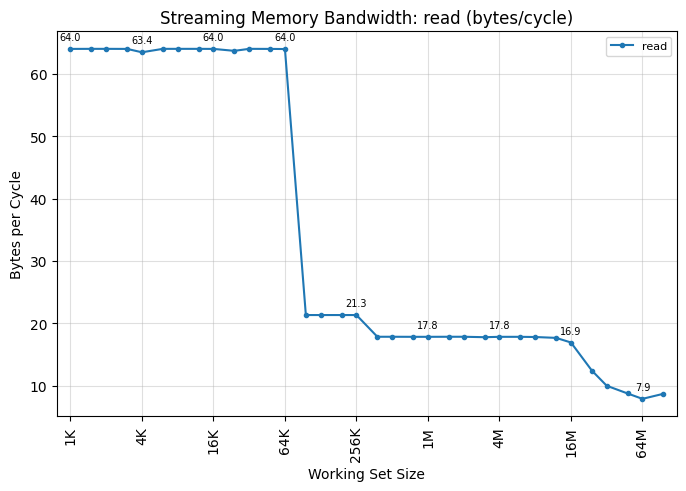 Streaming Memory Bandwidth: read (bytes/cycle)
64.0
63.4
64.0
64.0
21.3
17.8
17.8
16.9
7.9
read
60
50
40
30
20
10
Bytes per Cycle
1K
4K
16K
64K
256K
1M
4M
16M
64M
Working Set Size